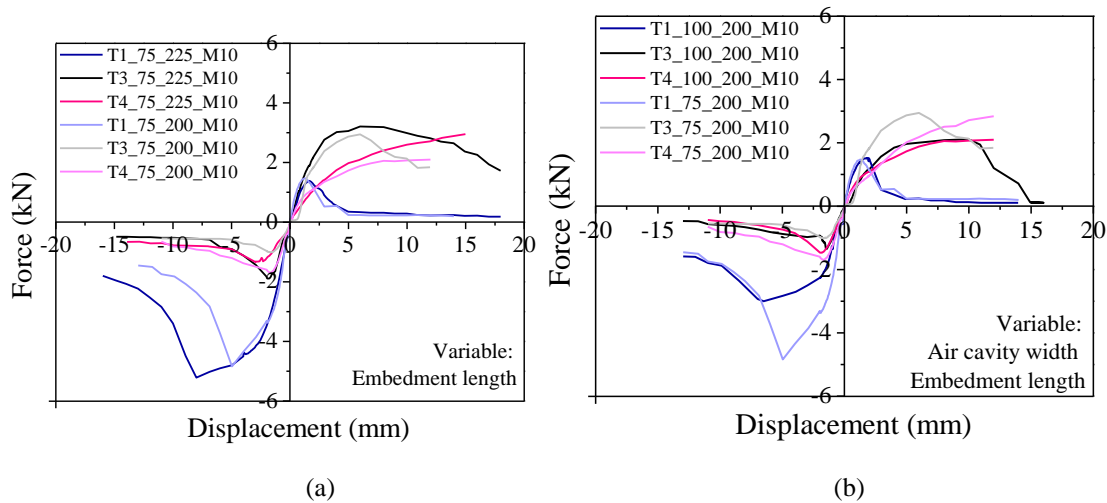 6
T1_75_225_M10
T3_75_225_M10
T4_75_225_M10
T1_75_200_M10
T3_75_200_M10
T4_75_200_M10
4
2
0
-20
-15
-10
-5
0
5
10
15
20
-2
-4
-6
Force (kN)
Variable:
Embedment length
Displacement (mm)
(a)
6
T1_100_200_M10
T3_100_200_M10
T4_100_200_M10
T1_75_200_M10
T3_75_200_M10
T4_75_200_M10
4
2
0
-20
-15
-10
-5
0
5
10
15
20
-2
-4
-6
Force (kN)
Variable:
Air cavity width
Embedment length
Displacement (mm)
(b)